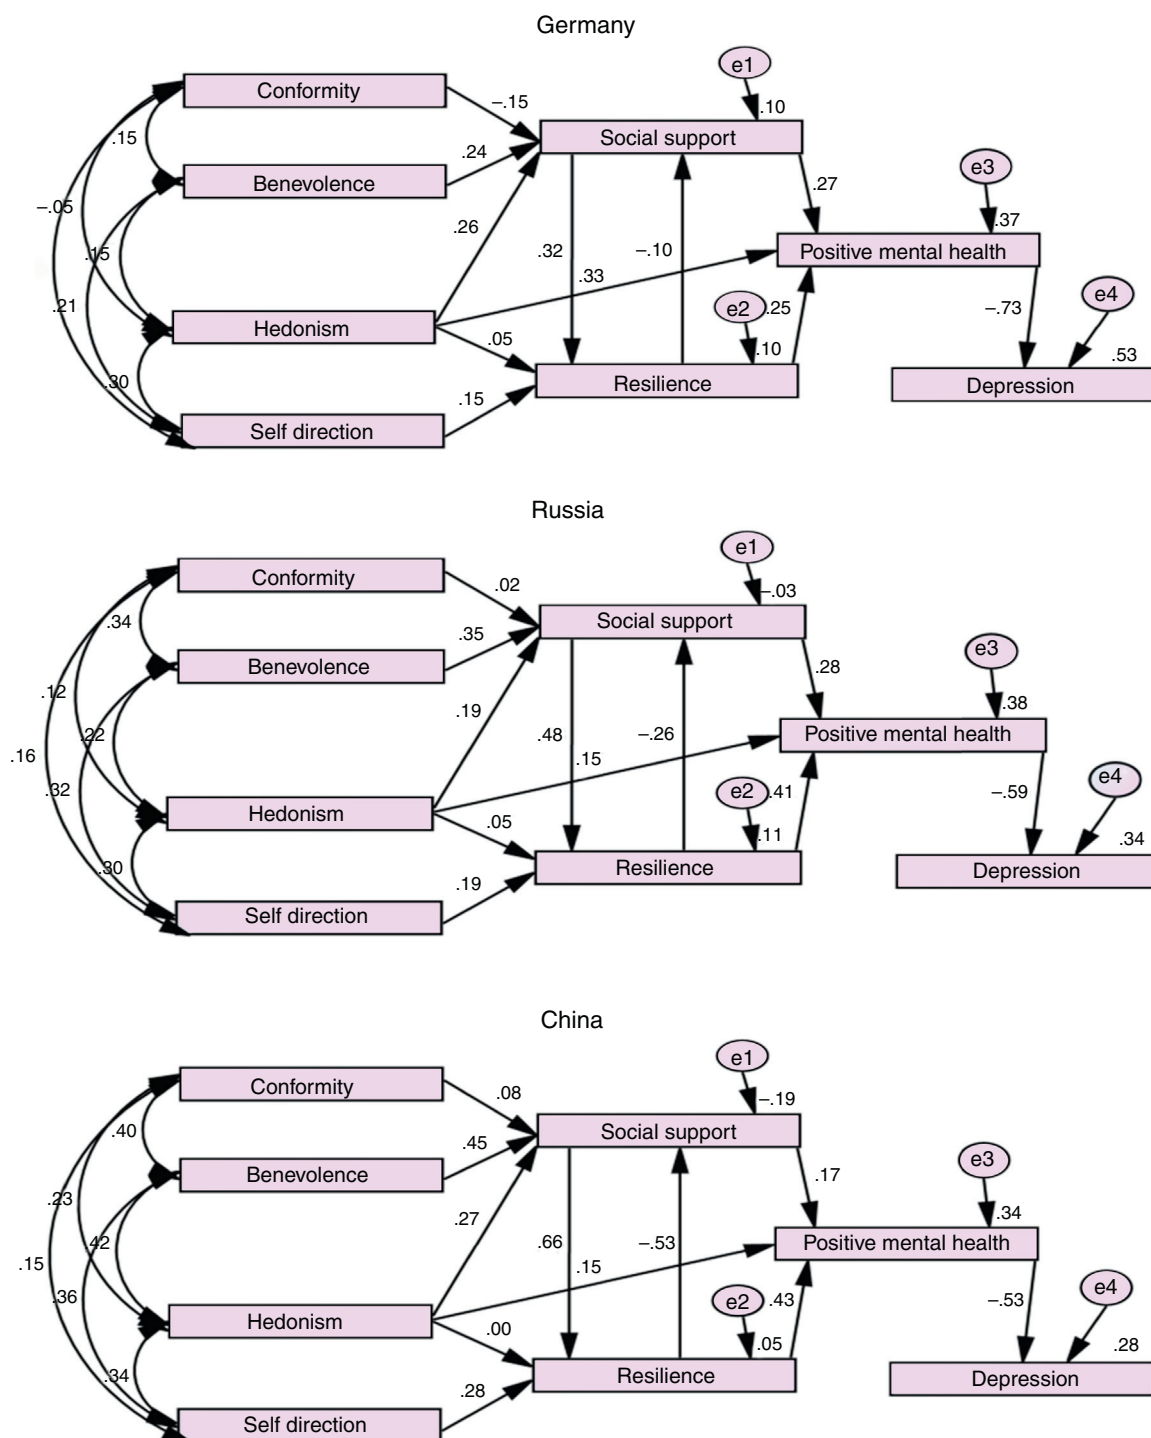 Germany
e1
Conformity
–.15
.10
.15
Social support
.24
e3
Benevolence
.27
–.05
.26
.37
.15
.32
–.10
Positive mental health
.33
.21
e2
.25
–.73
e4
Hedonism
.05
.10
.53
.30
Resilience
Depression
.15
Self direction
Russia
e1
Conformity
.02
–.03
.34
Social support
.35
e3
Benevolence
.28
.12
.19
.38
.22
.48
–.26
Positive mental health
.16
.15
.32
e2
.41
–.59
e4
Hedonism
.05
.11
.34
.30
Resilience
Depression
.19
Self direction
China
e1
Conformity
.08
–.19
.40
Social support
.45
e3
Benevolence
.17
.23
.27
.34
.42
.66
–.53
Positive mental health
.15
.15
.36
e2
.43
–.53
e4
Hedonism
.00
.05
.28
.34
Resilience
Depression
.28
Self direction